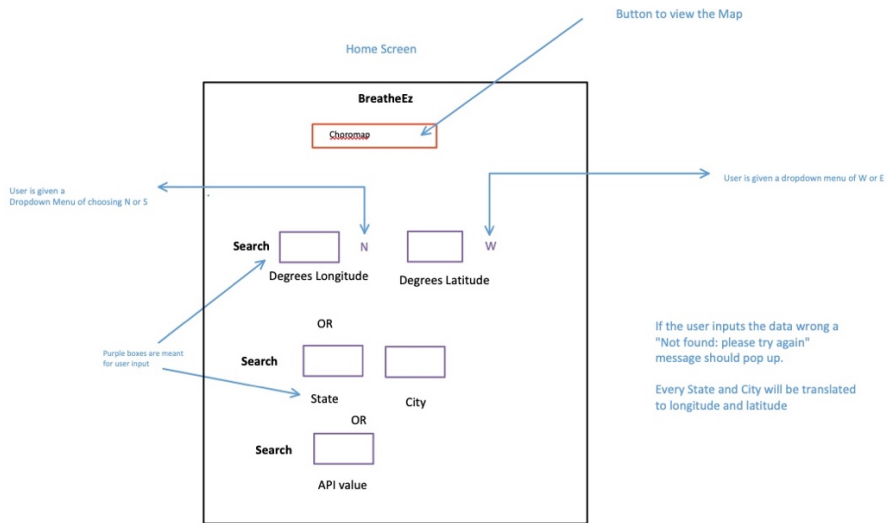 Button to view the Map
Home Screen
BreatheEz
Choromap
User is given a
Dropdown Menu of choosing N or S
User is given a dropdown menu of W or E
Search N W
Degrees Longitude Degrees Latitude
OR
Purple boxes are meant
for user input
Search
State City
OR
Search
API value
If the user inputs the data wrong a
"Not found: please try again"
message should pop up.
Every State and City will be translated
to longitude and latitude